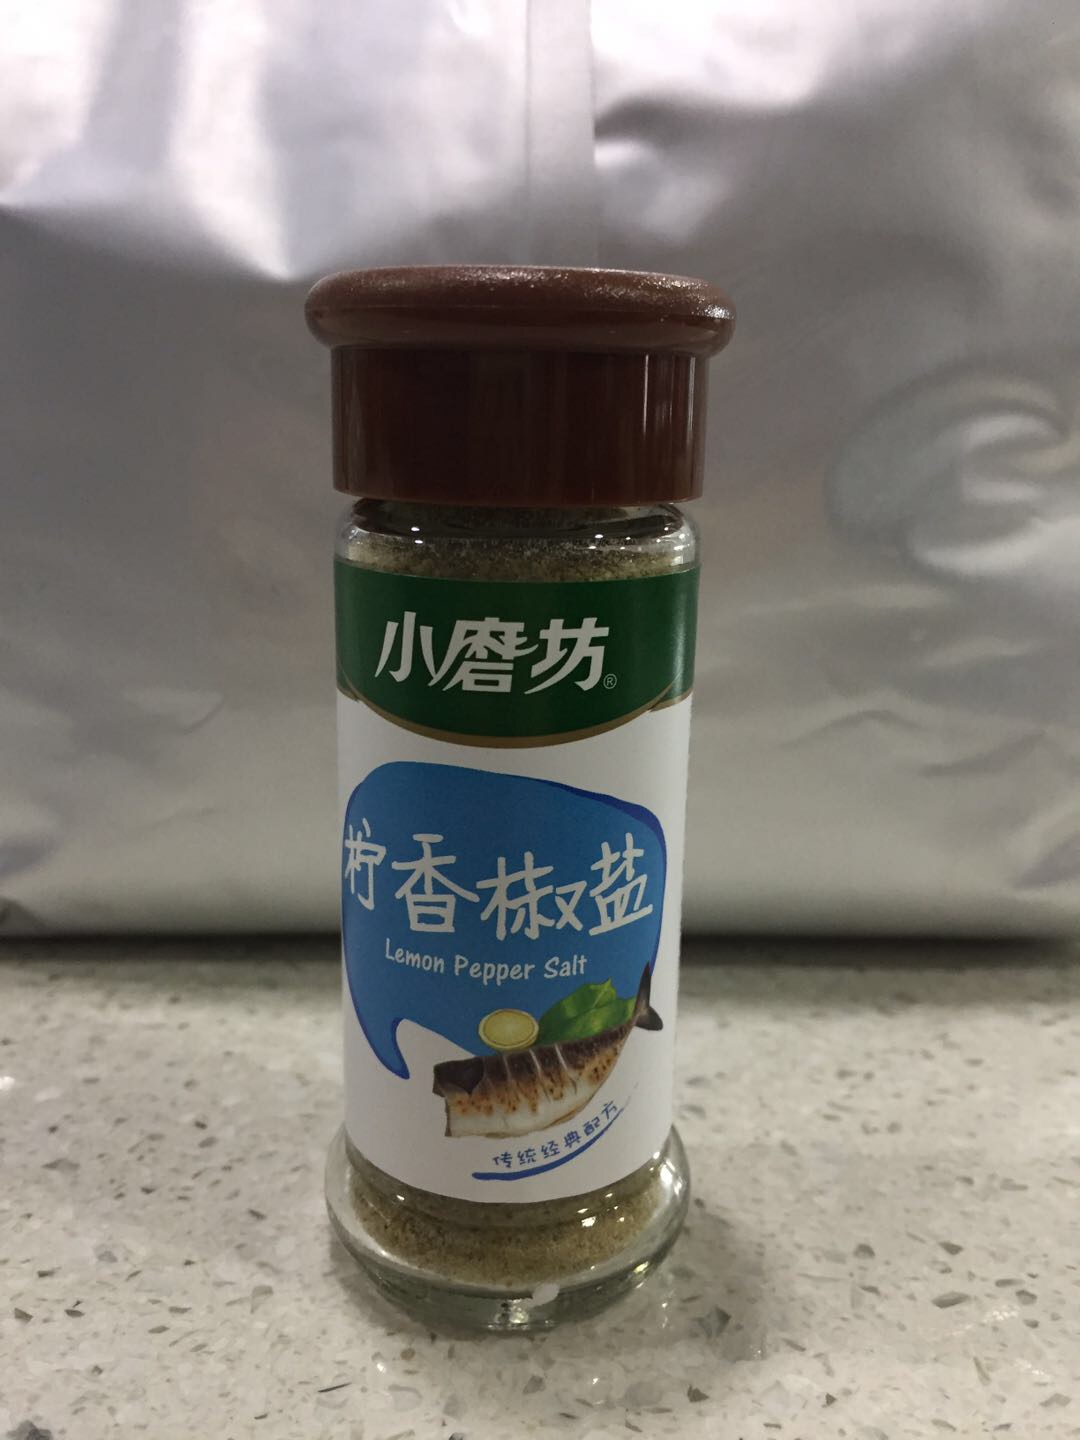 小磨坊®
柠香椒盐
Lemon Pepper Salt
传统经典配方